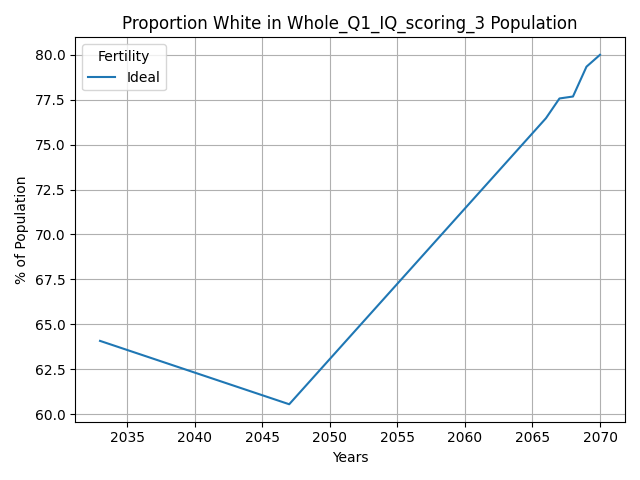 Proportion White in Whole_Q1_IQ_scoring_3 Population
Fertility
Ideal
80.0
77.5
75.0
72.5
70.0
67.5
65.0
62.5
60.0
% of Population
2035 2040 2045 2050 2055 2060 2065 2070
Years